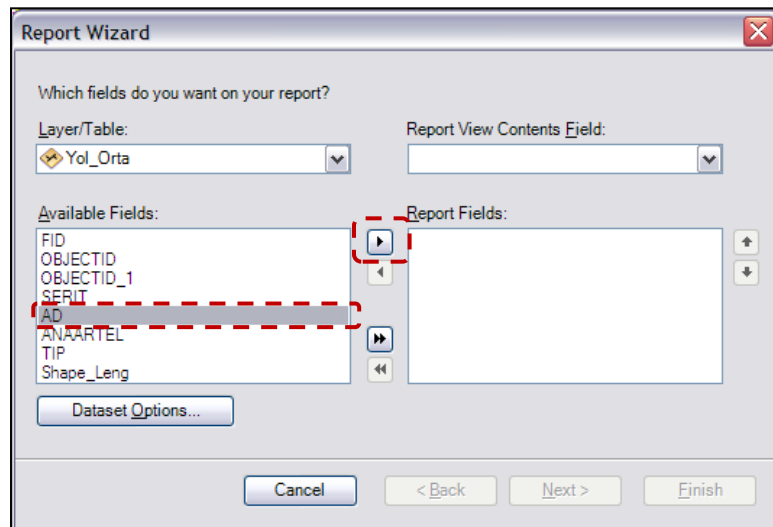 Report Wizard
Which fields do you want on your report?
Layer/Table:
Report View Contents Field:
Yol_Orta
Available Fields:
Report Fields:
FID
OBJECTID
OBJECTID_1
SERIT
AD
ANAARTEL
TIP
Shape_Leng
Dataset Options...
Cancel
< Back
Next >
Finish